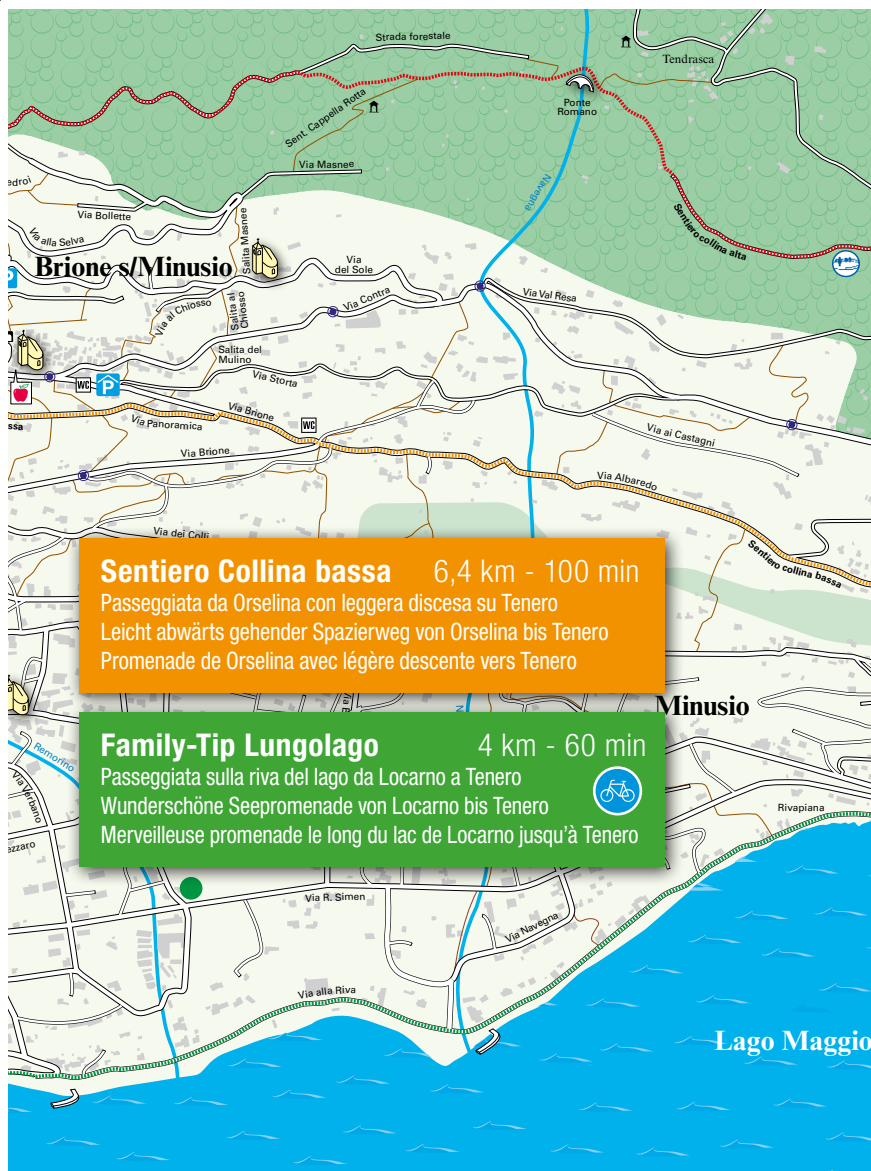 Strada forestale
Tendrasca
Ponte
Romano
Sent. Cappella Rotta
Via Masnee
Navegna
edroi
Via Bollette
Sentiero collina alta
Via alla Selva
Salita Masnee
Brione s/Minusio
Via
del Sole
P
Via al Chiosso
Salita al
Chiosso
Via Contra
Via Val Resa
Salita del
Mulino
Via Storta
WC
P
ssa
Via Panoramica
Via Brione
WC
Via ai Castagni
Via Brione
Via Albaredo
Via dei Colli
Sentiero collina bassa
Sentiero Collina bassa 6,4 km - 100 min
Passeggiata da Orselina con leggera discesa su Tenero
Leicht abwärts gehender Spazierweg von Orselina bis Tenero
Promenade de Orselina avec légère descente vers Tenero
Minusio
Family-Tip Lungolago 4 km - 60 min
Passeggiata sulla riva del lago da Locarno a Tenero
Wunderschöne Seepromenade von Locarno bis Tenero
Merveilleuse promenade le long du lac de Locarno jusqu'à Tenero
Remorino
Via Verbano
Rivapiana
ezzaro
Via R. Simen
Via Navegna
Via alla Riva
Lago Maggio